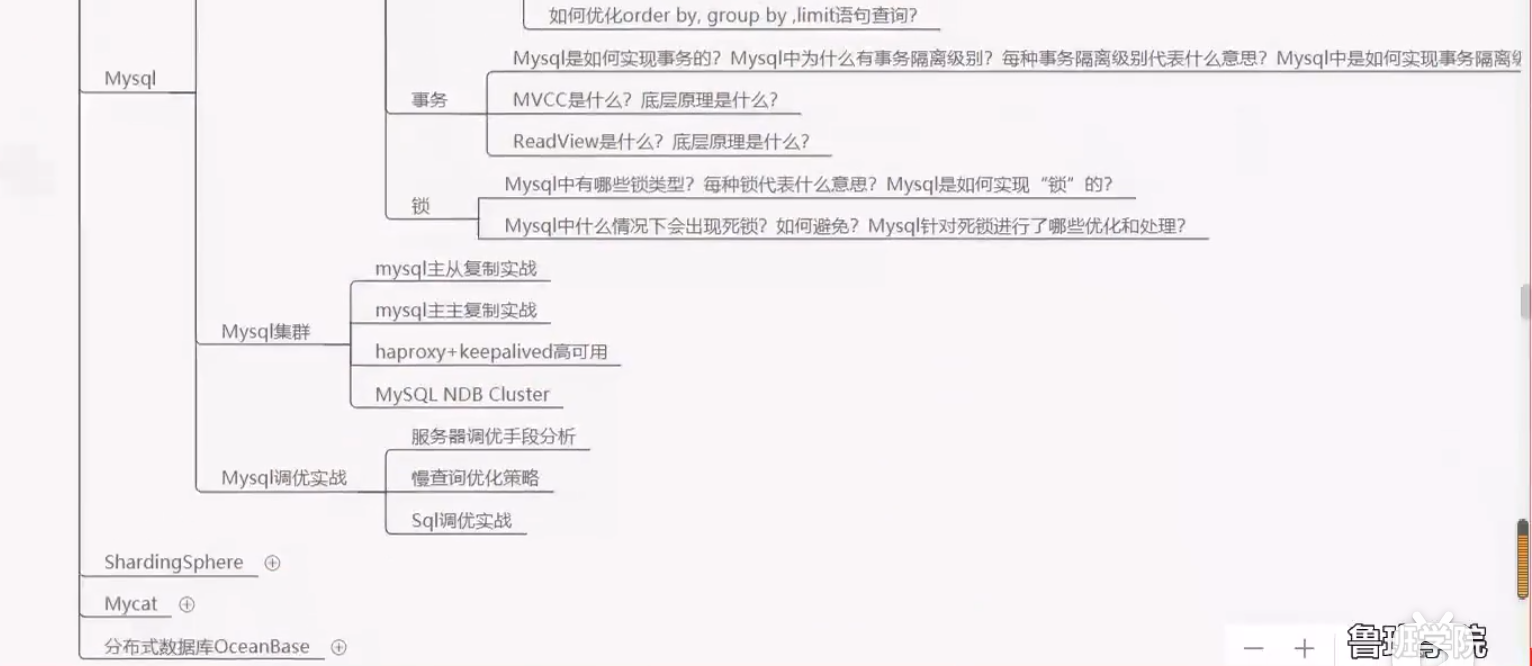 如何优化order by, group by ,limit语句查询?
Mysql是如何实现事务的? Mysql中为什么有事务隔离级别? 每种事务隔离级别代表什么意思? Mysql中是如何实现事务隔离级
Mysql
事务
MVCC是什么? 底层原理是什么?
ReadView是什么? 底层原理是什么?
Mysql中有哪些锁类型? 每种锁代表什么意思? Mysql是如何实现“锁”的?
锁
Mysql中什么情况下会出现死锁? 如何避免? Mysql针对死锁进行了哪些优化和处理?
mysql主从复制实战
mysql主主复制实战
Mysql集群
haproxy+keepalived高可用
MySQL NDB Cluster
服务器调优手段分析
Mysql调优实战
慢查询优化策略
Sql调优实战
ShardingSphere
Mycat
分布式数据库OceanBase
鲁班学院